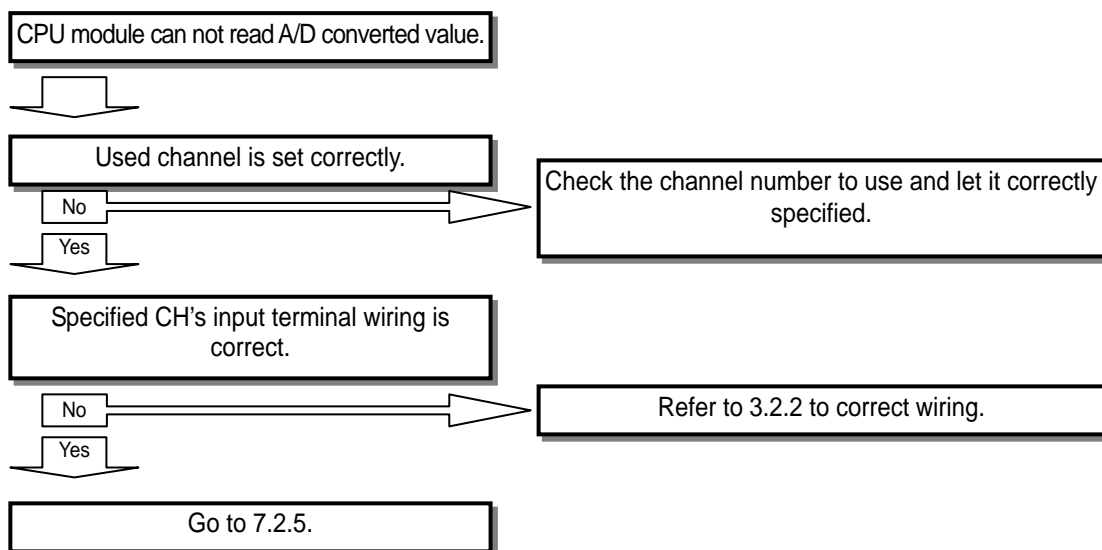 CPU module can not read A/D converted value.
Used channel is set correctly.
No
Check the channel number to use and let it correctly
specified.
Yes
Specified CH's input terminal wiring is
correct.
No
Refer to 3.2.2 to correct wiring.
Yes
Go to 7.2.5.